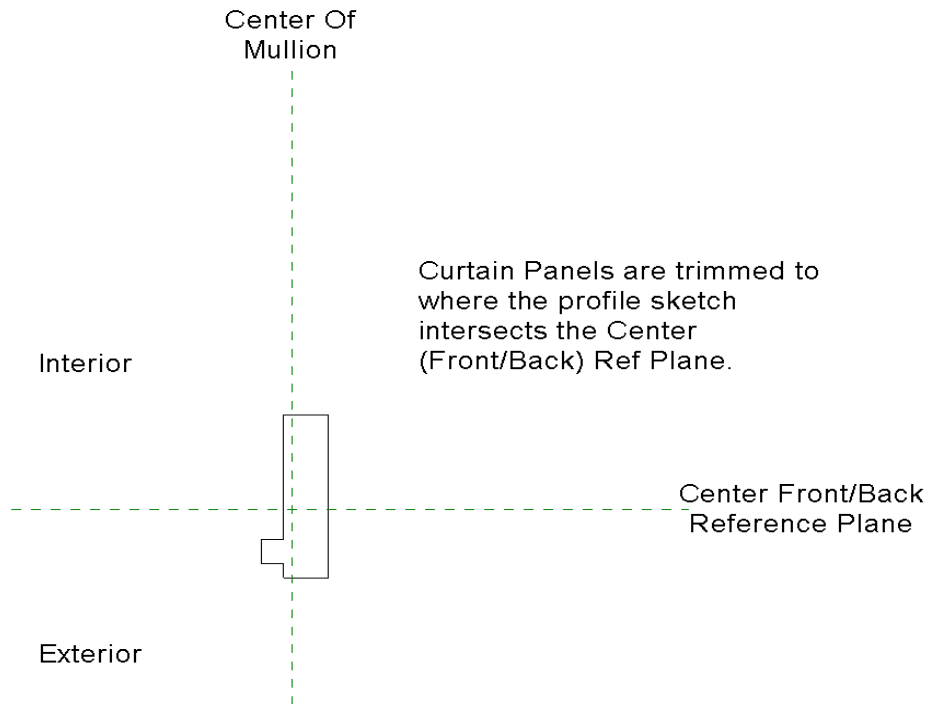 Center Of
Mullion
Curtain Panels are trimmed to
where the profile sketch
intersects the Center
(Front/Back) Ref Plane.
Interior
Center Front/Back
Reference Plane
Exterior